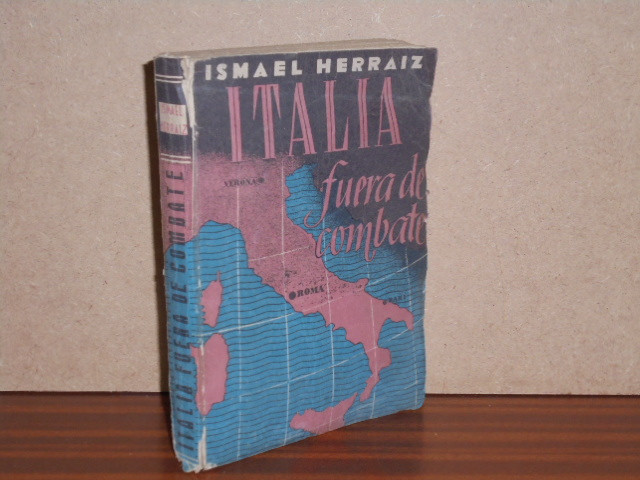 ISMAEL HERRAIZ
ITALIA
fuera de
combate
VERONA
ROMA
ISMAEL
HERRAIZ
ITALIA FUERA DE COMBATE